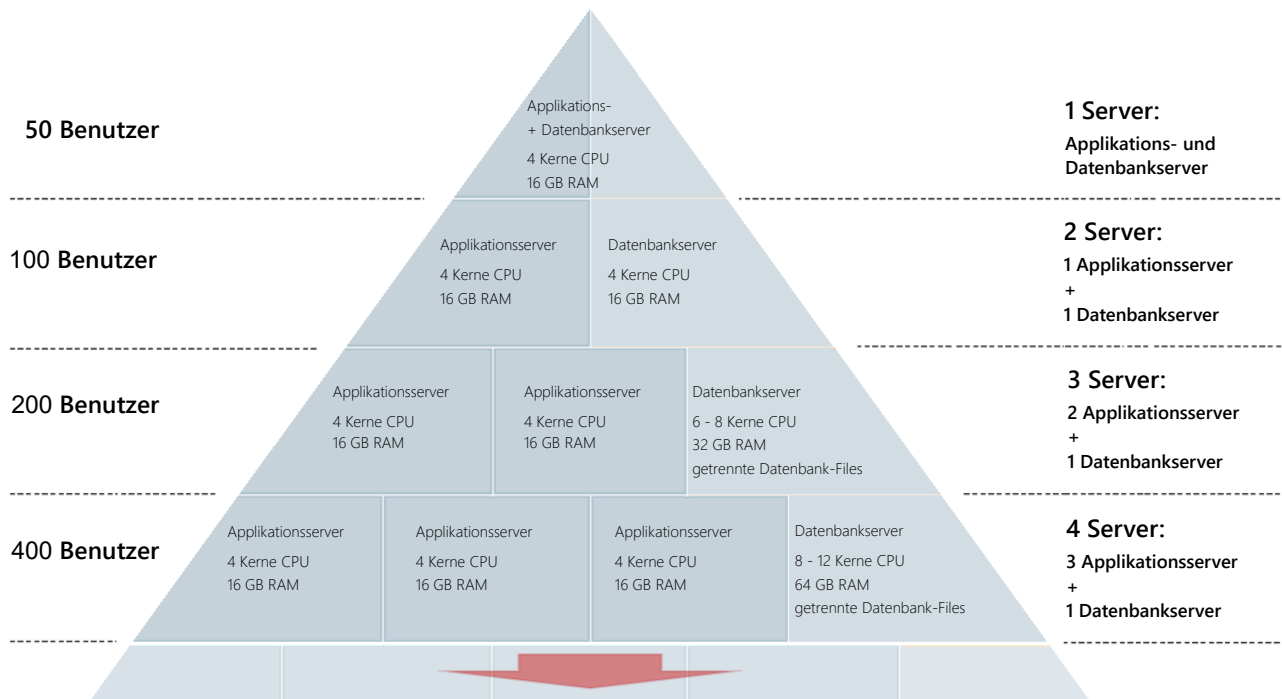 50 Benutzer
Applikations-
+ Datenbankserver
4 Kerne CPU
16 GB RAM
1 Server:
Applikations- und
Datenbankserver
100 Benutzer
Applikationsserver
4 Kerne CPU
16 GB RAM
Datenbankserver
4 Kerne CPU
16 GB RAM
2 Server:
1 Applikationsserver
+
1 Datenbankserver
200 Benutzer
Applikationsserver
4 Kerne CPU
16 GB RAM
Applikationsserver
4 Kerne CPU
16 GB RAM
Datenbankserver
6 - 8 Kerne CPU
32 GB RAM
getrennte Datenbank-Files
3 Server:
2 Applikationsserver
+
1 Datenbankserver
400 Benutzer
Applikationsserver
4 Kerne CPU
16 GB RAM
Applikationsserver
4 Kerne CPU
16 GB RAM
Applikationsserver
4 Kerne CPU
16 GB RAM
Datenbankserver
8 - 12 Kerne CPU
64 GB RAM
getrennte Datenbank-Files
4 Server:
3 Applikationsserver
+
1 Datenbankserver